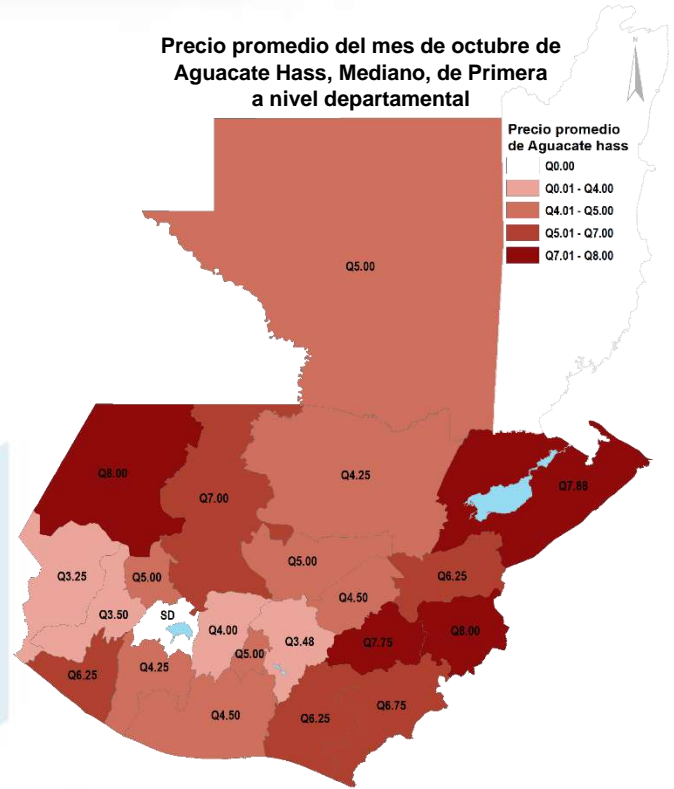 Precio promedio del mes de octubre de
Aguacate Hass, Mediano, de Primera
a nivel departamental
N
Precio promedio
de Aguacate hass
Q0.00
Q0.01 - Q4.00
Q4.01 - Q5.00
Q5.01 - Q7.00
Q7.01 - Q8.00
Q5.00
Q8.00
Q7.00
Q4.25
Q7.88
Q3.25
Q5.00
Q5.00
Q6.25
Q3.50
SD
Q4.00
Q4.50
Q3.48
Q7.75
Q8.00
Q5.00
Q6.25
Q4.25
Q4.50
Q6.25
Q6.75